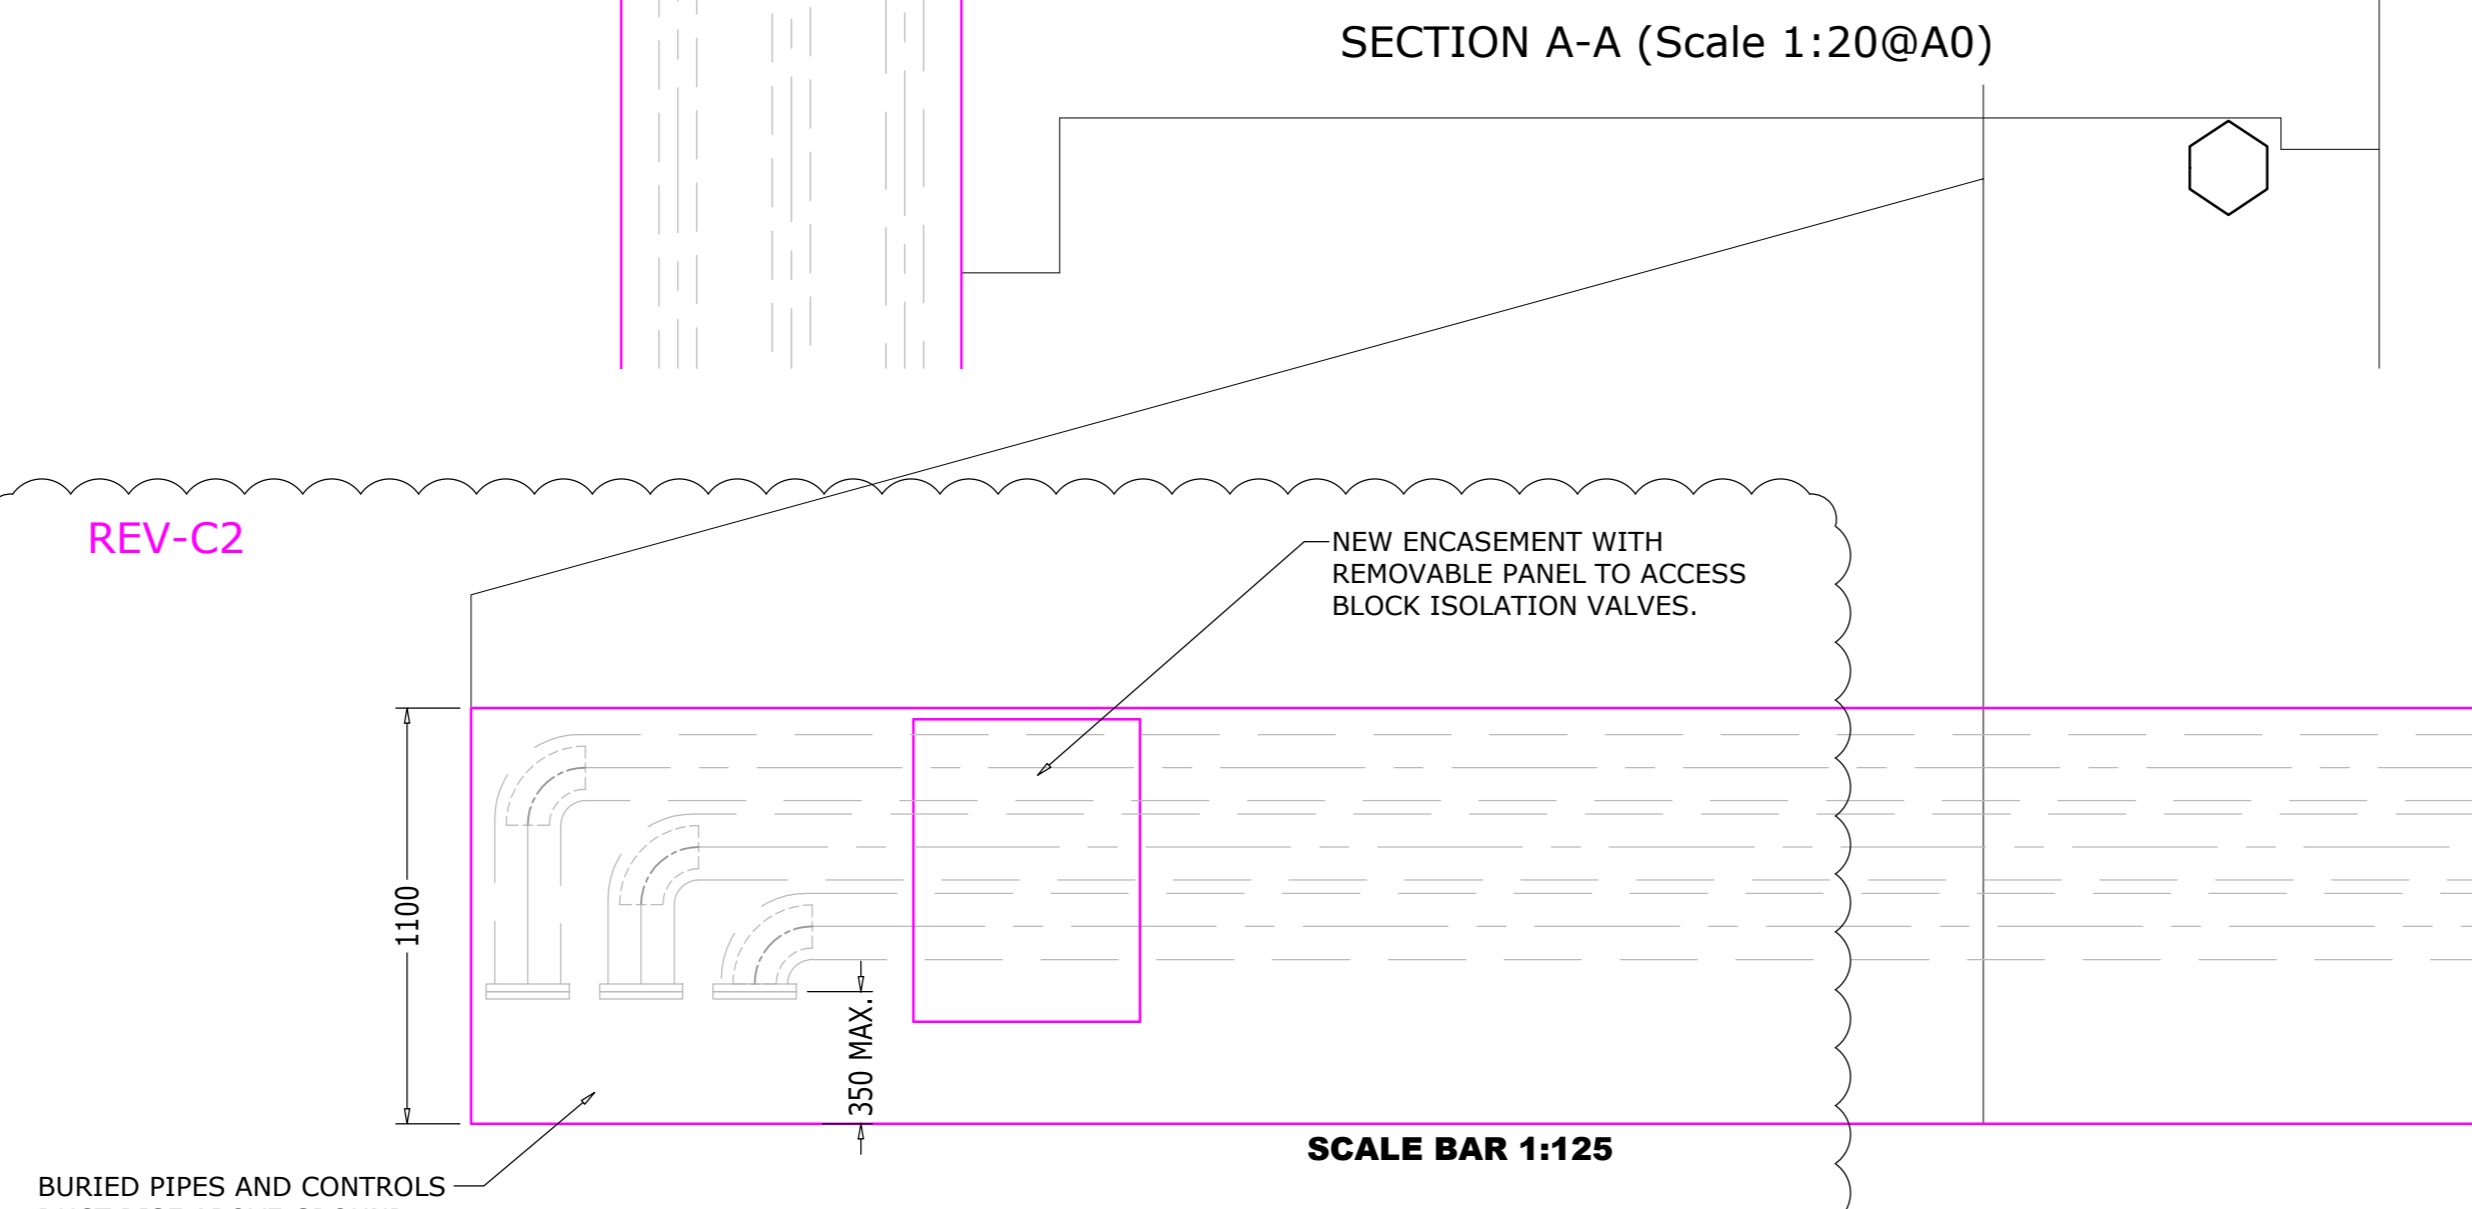 SECTION A-A (Scale 1:20@A0)
REV-C2
NEW ENCASEMENT WITH
REMOVABLE PANEL TO ACCESS
BLOCK ISOLATION VALVES.
1100
350 MAX.
SCALE BAR 1:125
BURIED PIPES AND CONTROLS